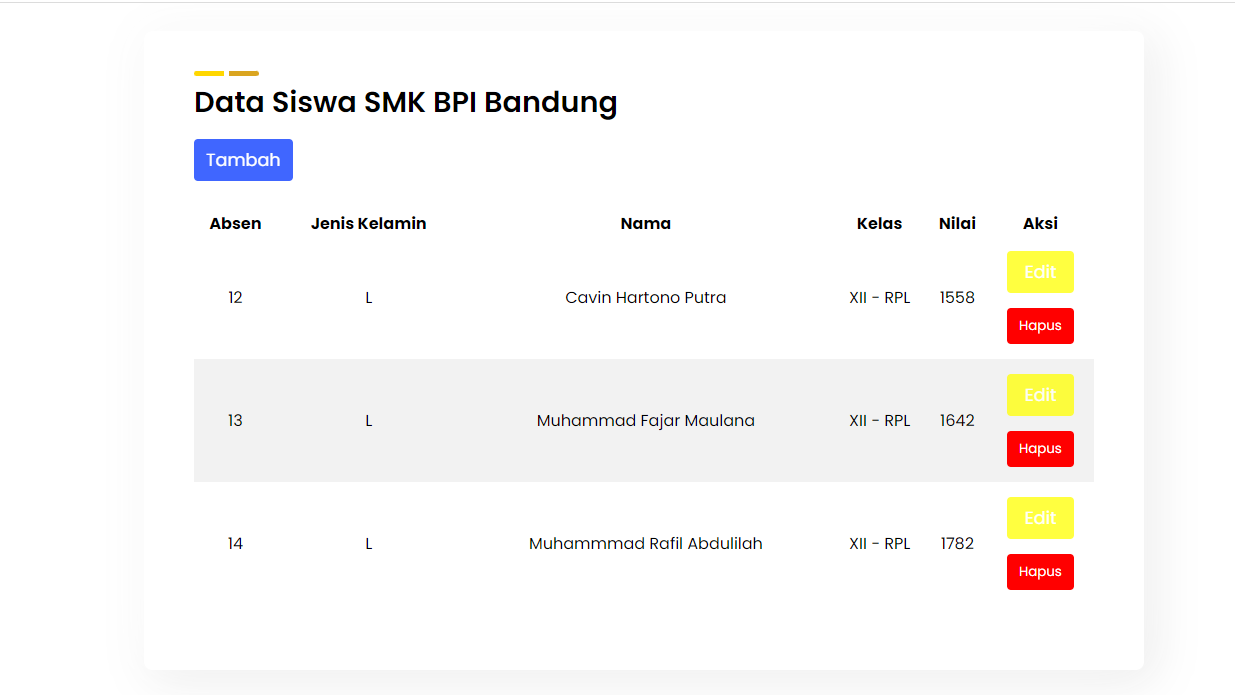 Data Siswa SMK BPI Bandung
Tambah
Absen Jenis Kelamin Nama Kelas Nilai Aksi
12 L Cavin Hartono Putra XII - RPL 1558 Edit
Hapus
13 L Muhammad Fajar Maulana XII - RPL 1642 Edit
Hapus
14 L Muhammmad Rafil Abdulilah XII - RPL 1782 Edit
Hapus